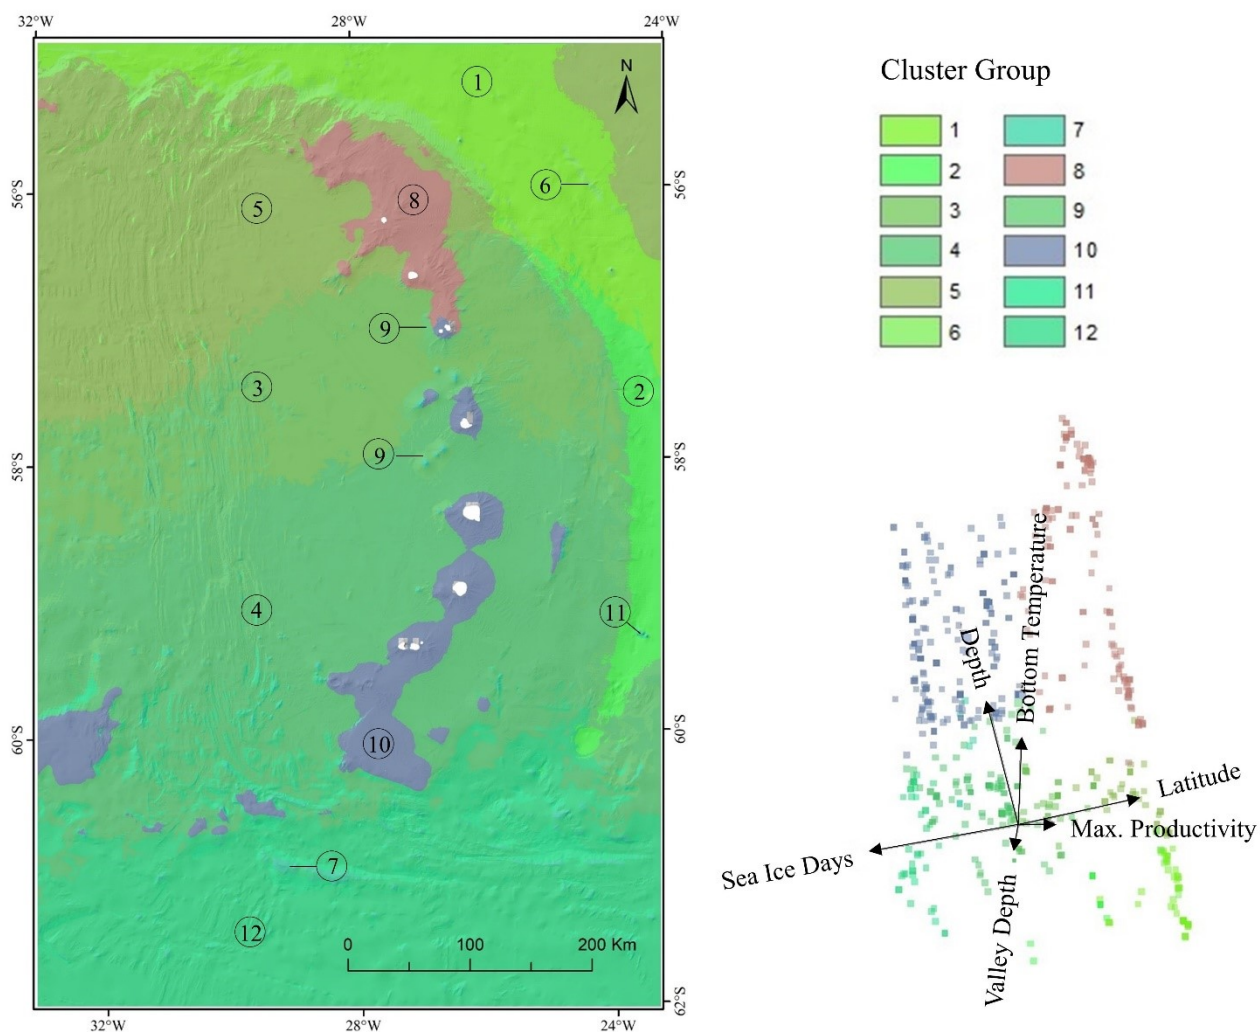 32°W
28°W
24°W
N
1
6
56°S
56°S
5
8
9
3
2
9
58°S
58°S
4
11
60°S
60°S
10
7
12
0
100
200 Km
62°S
32°W
28°W
24°W
Cluster Group
1
7
2
8
3
9
4
10
5
11
6
12
Depth
Bottom Temperature
Latitude
Max. Productivity
Sea Ice Days
Valley Depth